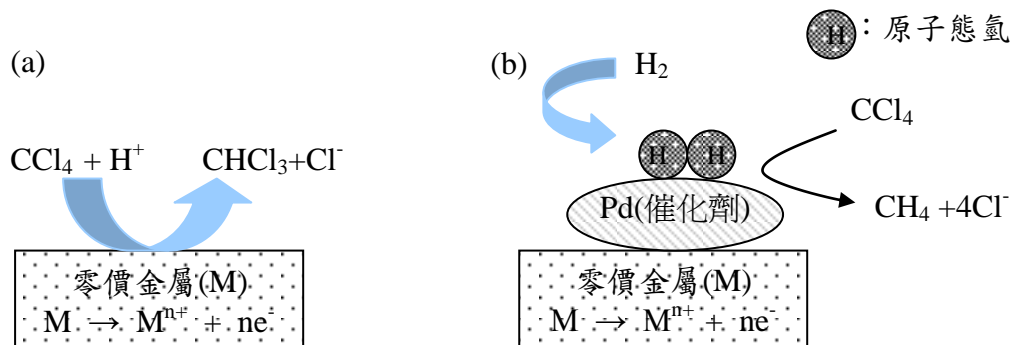 H：原子態氫
(a)
(b)
H₂
CCl₄
H H
CCl₄ + H⁺ CHCl₃+Cl⁻
Pd(催化劑)
CH₄ +4Cl⁻
零價金屬(M)
M → Mⁿ⁺ + ne⁻
零價金屬(M)
M → Mⁿ⁺ + ne⁻